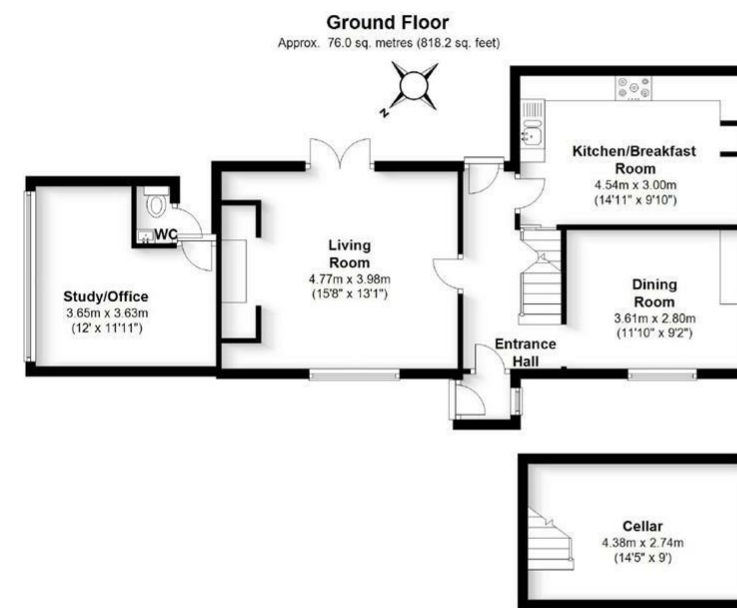 Ground Floor
Approx. 76.0 sq. metres (818.2 sq. feet)
N
Kitchen/Breakfast
Room
4.54m x 3.00m
(14'11" x 9'10")
WC
Living
Room
4.77m x 3.98m
(15'8" x 13'1")
Study/Office
3.65m x 3.63m
(12' x 11'11")
Dining
Room
3.61m x 2.80m
(11'10" x 9'2")
Entrance
Hall
Cellar
4.38m x 2.74m
(14'5" x 9')